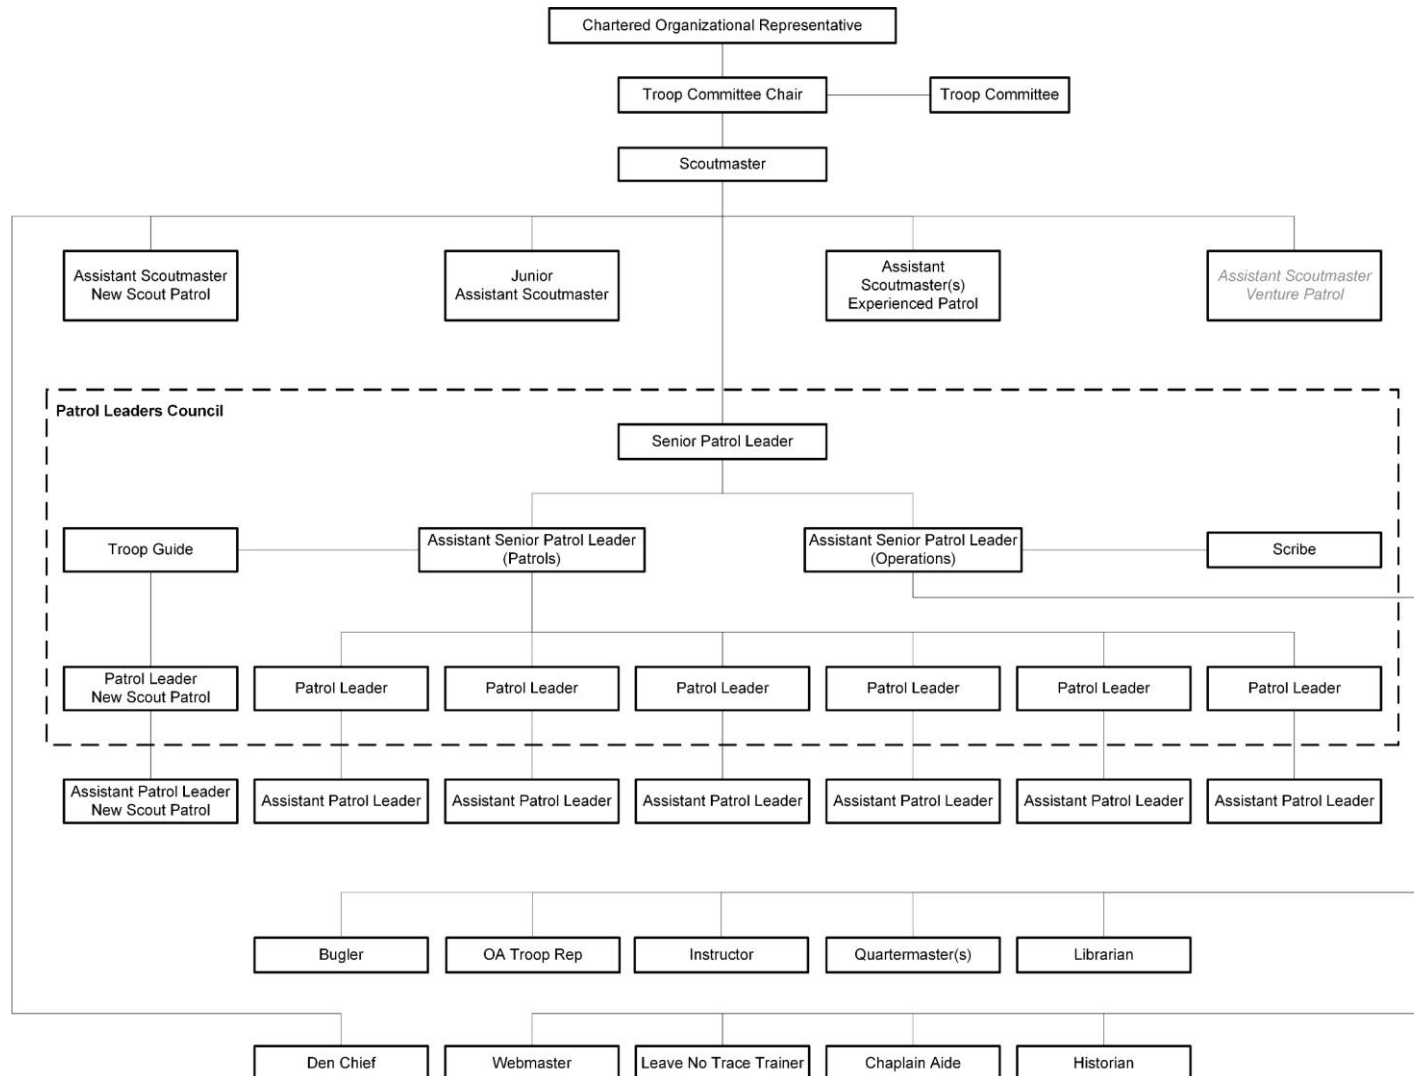 Chartered Organizational Representative
Troop Committee Chair
Troop Committee
Scoutmaster
Assistant Scoutmaster
New Scout Patrol
Junior
Assistant Scoutmaster
Assistant
Scoutmaster(s)
Experienced Patrol
Assistant Scoutmaster
Venture Patrol
Patrol Leaders Council
Senior Patrol Leader
Troop Guide
Assistant Senior Patrol Leader
(Patrols)
Assistant Senior Patrol Leader
(Operations)
Scribe
Patrol Leader
New Scout Patrol
Patrol Leader
Patrol Leader
Patrol Leader
Patrol Leader
Patrol Leader
Patrol Leader
Assistant Patrol Leader
New Scout Patrol
Assistant Patrol Leader
Assistant Patrol Leader
Assistant Patrol Leader
Assistant Patrol Leader
Assistant Patrol Leader
Assistant Patrol Leader
Bugler
OA Troop Rep
Instructor
Quartermaster(s)
Librarian
Den Chief
Webmaster
Leave No Trace Trainer
Chaplain Aide
Historian